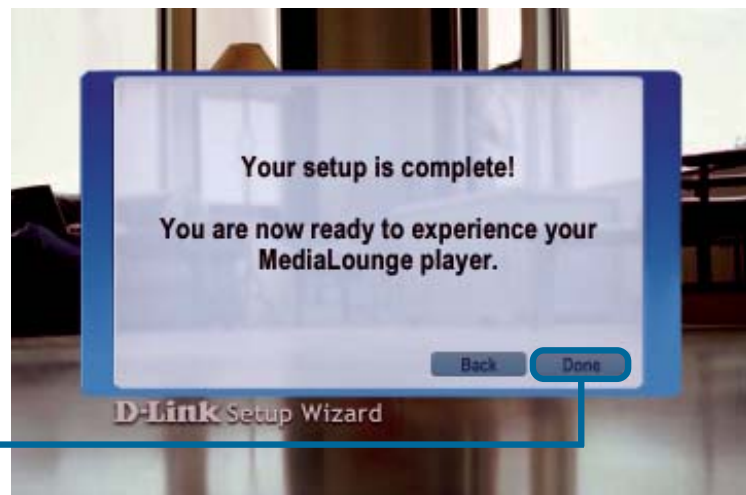 Your setup is complete!
You are now ready to experience your
MediaLounge player.
Back Done
D-Link Setup Wizard